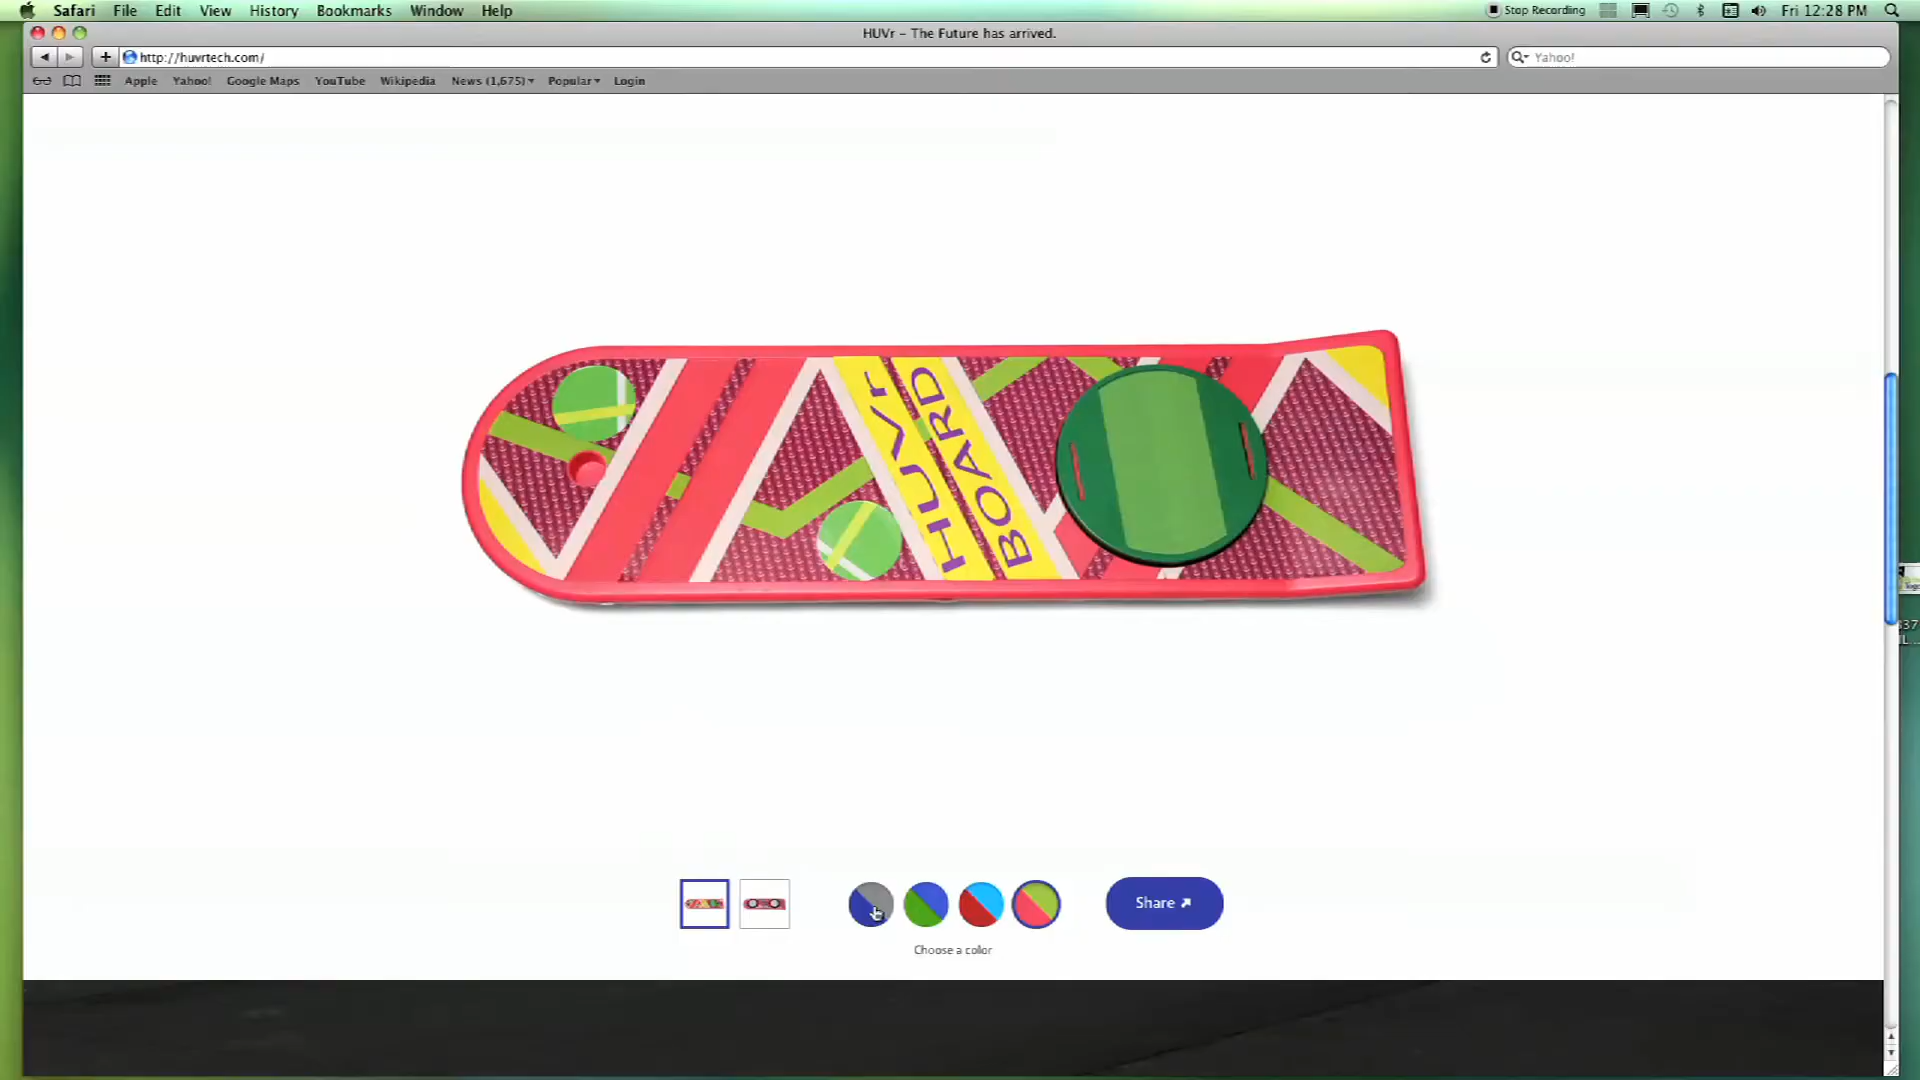 Safari File Edit View History Bookmarks Window Help Stop Recording Fri 12:28 PM
HUVr – The Future has arrived.
http://huvrtech.com/ Yahoo!
Apple Yahoo! Google Maps YouTube Wikipedia News (1,675) Popular Login
HUVr
BOARD
Share
Choose a color